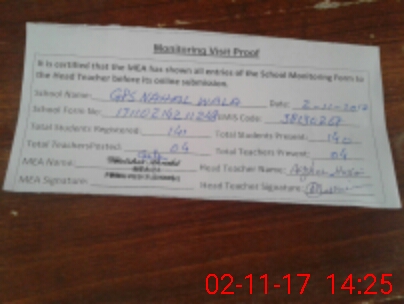 Monitoring Visit Proof
It is certified that the MEA has shown all entries of the School Monitoring Form to
the Head Teacher before its online submission.
School Name: GPS NAHAL WALA Date: 2-11-2017
School Form No: EMIS Code:
Total Students Registered: 140 Total Students Present: 140
Total Teachers Posted: 04 Total Teachers Present: 04
MEA Name: Head Teacher Name:
MEA Signature: Head Teacher Signature:
02-11-17 14:25